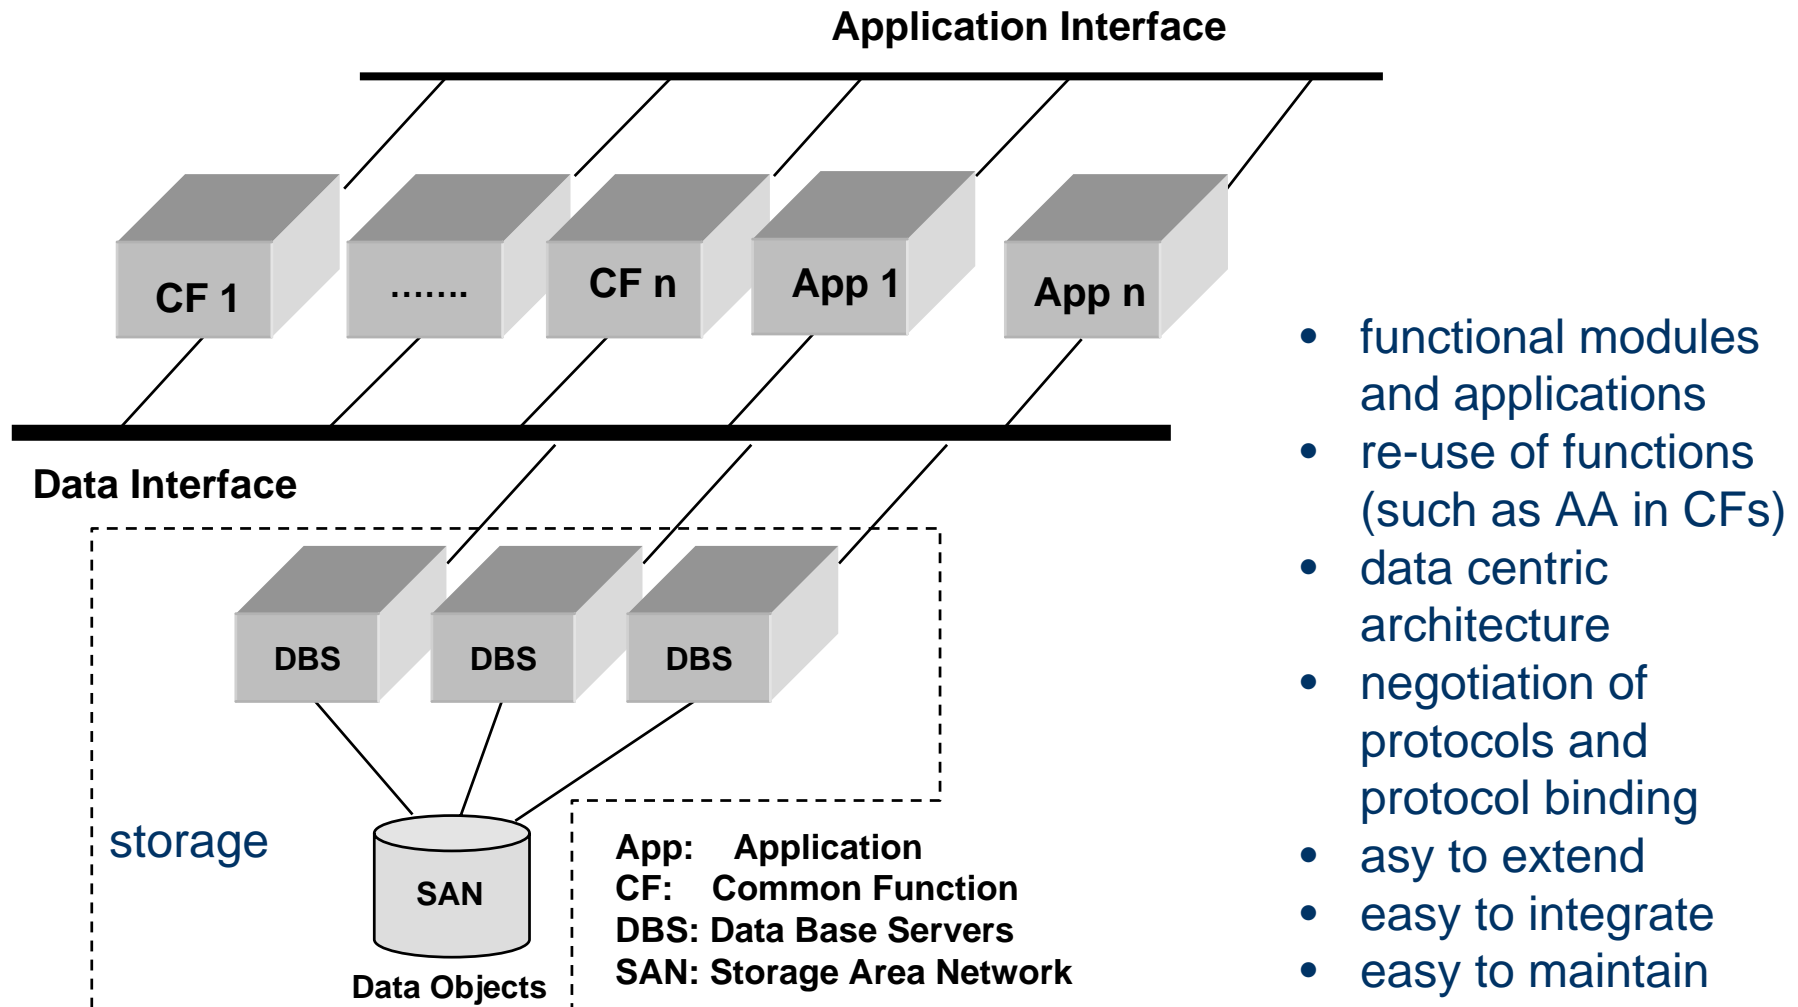 Application Interface
CF 1
.......
CF n
App 1
App n
Data Interface
DBS
DBS
DBS
storage
SAN
Data Objects
App: Application
CF: Common Function
DBS: Data Base Servers
SAN: Storage Area Network
• functional modules
and applications
• re-use of functions
(such as AA in CFs)
• data centric
architecture
• negotiation of
protocols and
protocol binding
• asy to extend
• easy to integrate
• easy to maintain